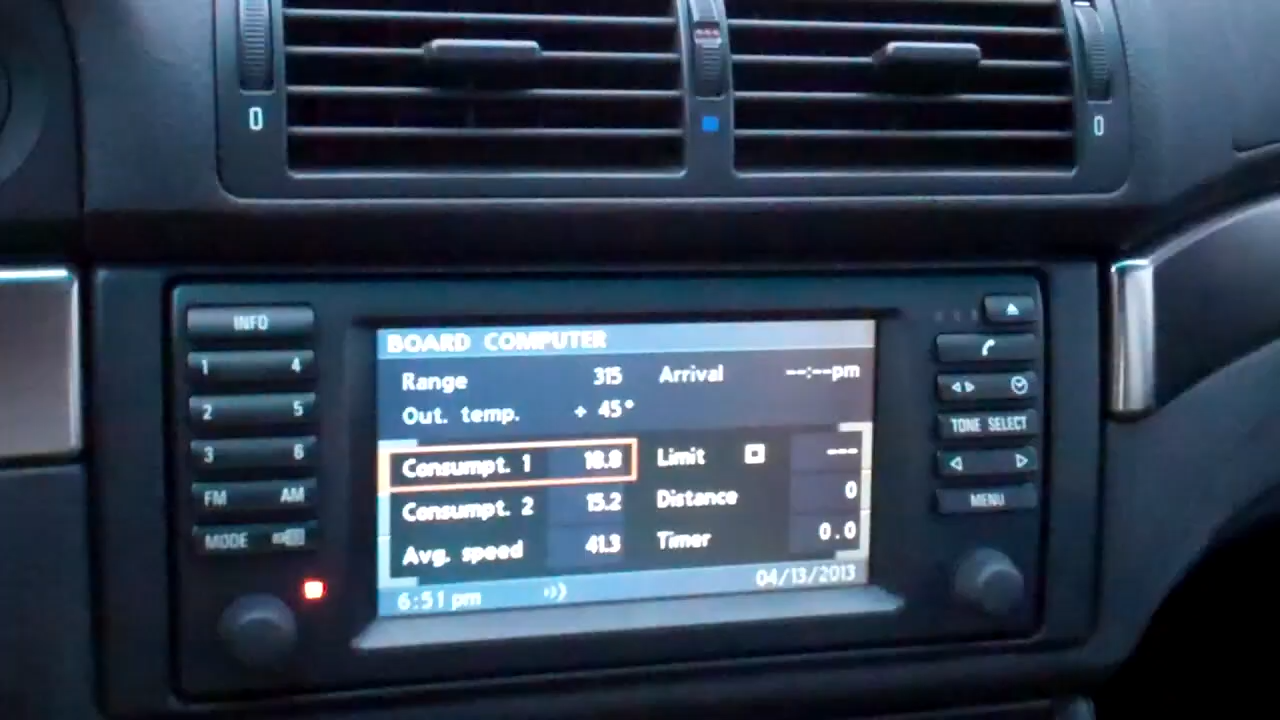 0
0
INFO
1 4
2 5
3 6
FM AM
MODE
BOARD COMPUTER
Range 315 Arrival --:--pm
Out. temp. + 45°
Consumpt. 1 Limit ---
Consumpt. 2 15.2 Distance 0
Avg. speed 41.3 Timer 0.0
6:51 pm 04/13/2013
TONE SELECT
MENU